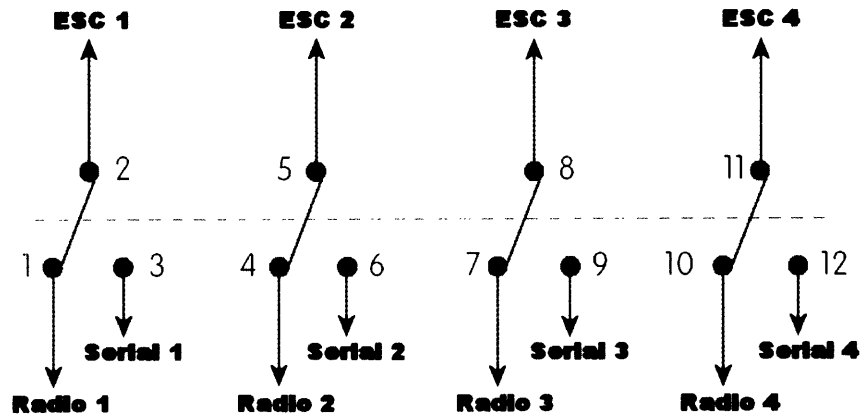 ESC 1 ESC 2 ESC 3 ESC 4
2 5 8 11
1 3 4 6 7 9 10 12
Serial 1 Serial 2 Serial 3 Serial 4
Radio 1 Radio 2 Radio 3 Radio 4